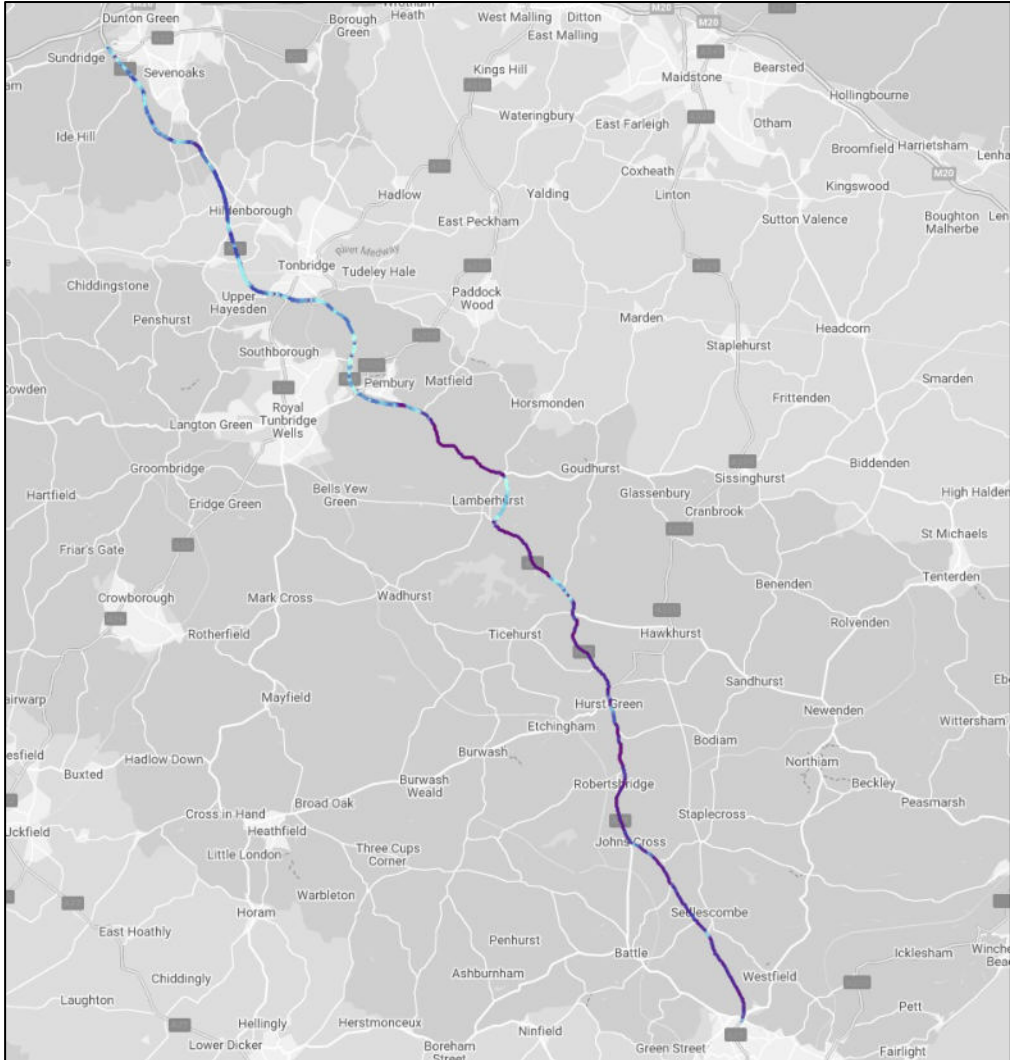 Dunton Green
Wrotham
Heath
West Malling
Ditton
M20
M20
Borough
Green
East Malling
Sundridge
Sevenoaks
Kings Hill
Bearsted
Maidstone
Hollingbourne
Wateringbury
East Farleigh
Otham
Ide Hill
Broomfield
Harrietsham
Coxheath
M20
Hadlow
Yalding
Linton
Kingswood
Hildenborough
East Peckham
Sutton Valence
Boughton
Malherbe
River Medway
Tonbridge
Tudeley Hale
Chiddingstone
Upper
Hayesden
Paddock
Wood
Penshurst
Marden
Headcorn
Southborough
Staplehurst
Cowden
Pembury
Matfield
Smarden
Royal
Tunbridge
Wells
Horsmonden
Frittenden
Langton Green
Groombridge
Goudhurst
Biddenden
Sissinghurst
Hartfield
Bells Yew
Green
Lamberhurst
Glassenbury
High Halden
Eridge Green
Cranbrook
St Michaels
Friar's Gate
Tenterden
Benenden
Crowborough
Mark Cross
Wadhurst
Rolvenden
Rotherfield
Ticehurst
Hawkhurst
Sandhurst
Mayfield
Hurst Green
Newenden
Wittersham
Etchingham
Bodiam
Burwash
Northiam
Hadlow Down
Buxted
Burwash
Weald
Robertsbridge
Beckley
Broad Oak
Peasmarsh
Cross in Hand
Staplecross
Heathfield
Johns Cross
Little London
Three Cups
Corner
Warbleton
Horam
Sedlescombe
East Hoathly
Penhurst
Battle
Icklesham
Chiddingly
Ashburnham
Westfield
Laughton
Pett
Hellingly
Herstmonceux
Ninfield
Lower Dicker
Boreham
Street
Green Street
Fairlight